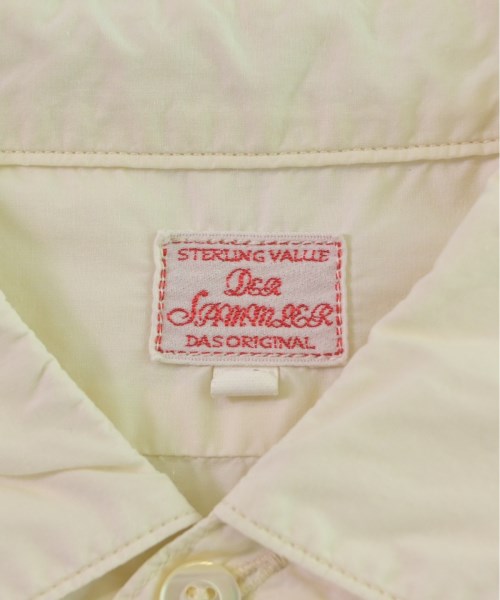 STERLING VALUE
DER
SAMMLER
DAS ORIGINAL